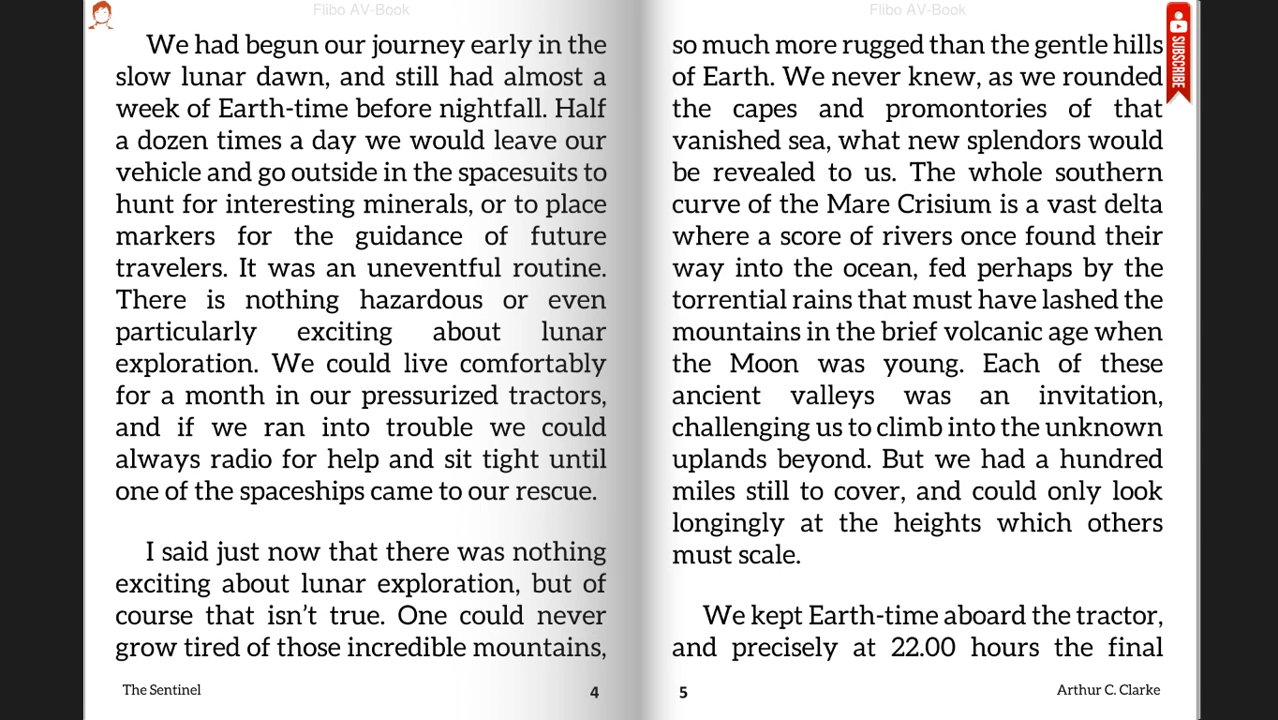 Flibo AV-Book
We had begun our journey early in the
slow lunar dawn, and still had almost a
week of Earth-time before nightfall. Half
a dozen times a day we would leave our
vehicle and go outside in the spacesuits to
hunt for interesting minerals, or to place
markers for the guidance of future
travelers. It was an uneventful routine.
There is nothing hazardous or even
particularly exciting about lunar
exploration. We could live comfortably
for a month in our pressurized tractors,
and if we ran into trouble we could
always radio for help and sit tight until
one of the spaceships came to our rescue.
I said just now that there was nothing
exciting about lunar exploration, but of
course that isn’t true. One could never
grow tired of those incredible mountains,
The Sentinel
4
Flibo AV-Book
SUBSCRIBE
so much more rugged than the gentle hills
of Earth. We never knew, as we rounded
the capes and promontories of that
vanished sea, what new splendors would
be revealed to us. The whole southern
curve of the Mare Crisium is a vast delta
where a score of rivers once found their
way into the ocean, fed perhaps by the
torrential rains that must have lashed the
mountains in the brief volcanic age when
the Moon was young. Each of these
ancient valleys was an invitation,
challenging us to climb into the unknown
uplands beyond. But we had a hundred
miles still to cover, and could only look
longingly at the heights which others
must scale.
We kept Earth-time aboard the tractor,
and precisely at 22.00 hours the final
5
Arthur C. Clarke